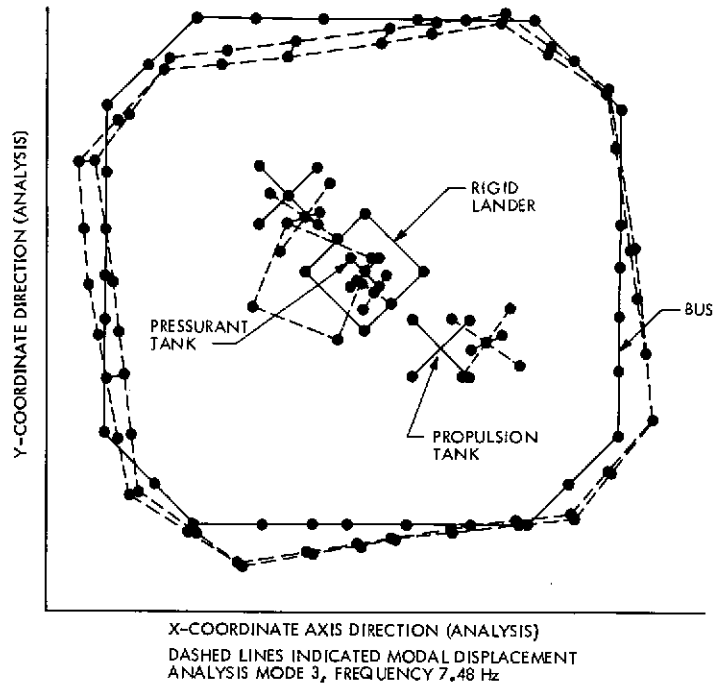 Y-COORDINATE DIRECTION (ANALYSIS)
RIGID
LANDER
PRESSURANT
TANK
BUS
PROPULSION
TANK
X-COORDINATE AXIS DIRECTION (ANALYSIS)
DASHED LINES INDICATED MODAL DISPLACEMENT
ANALYSIS MODE 3, FREQUENCY 7.48 Hz